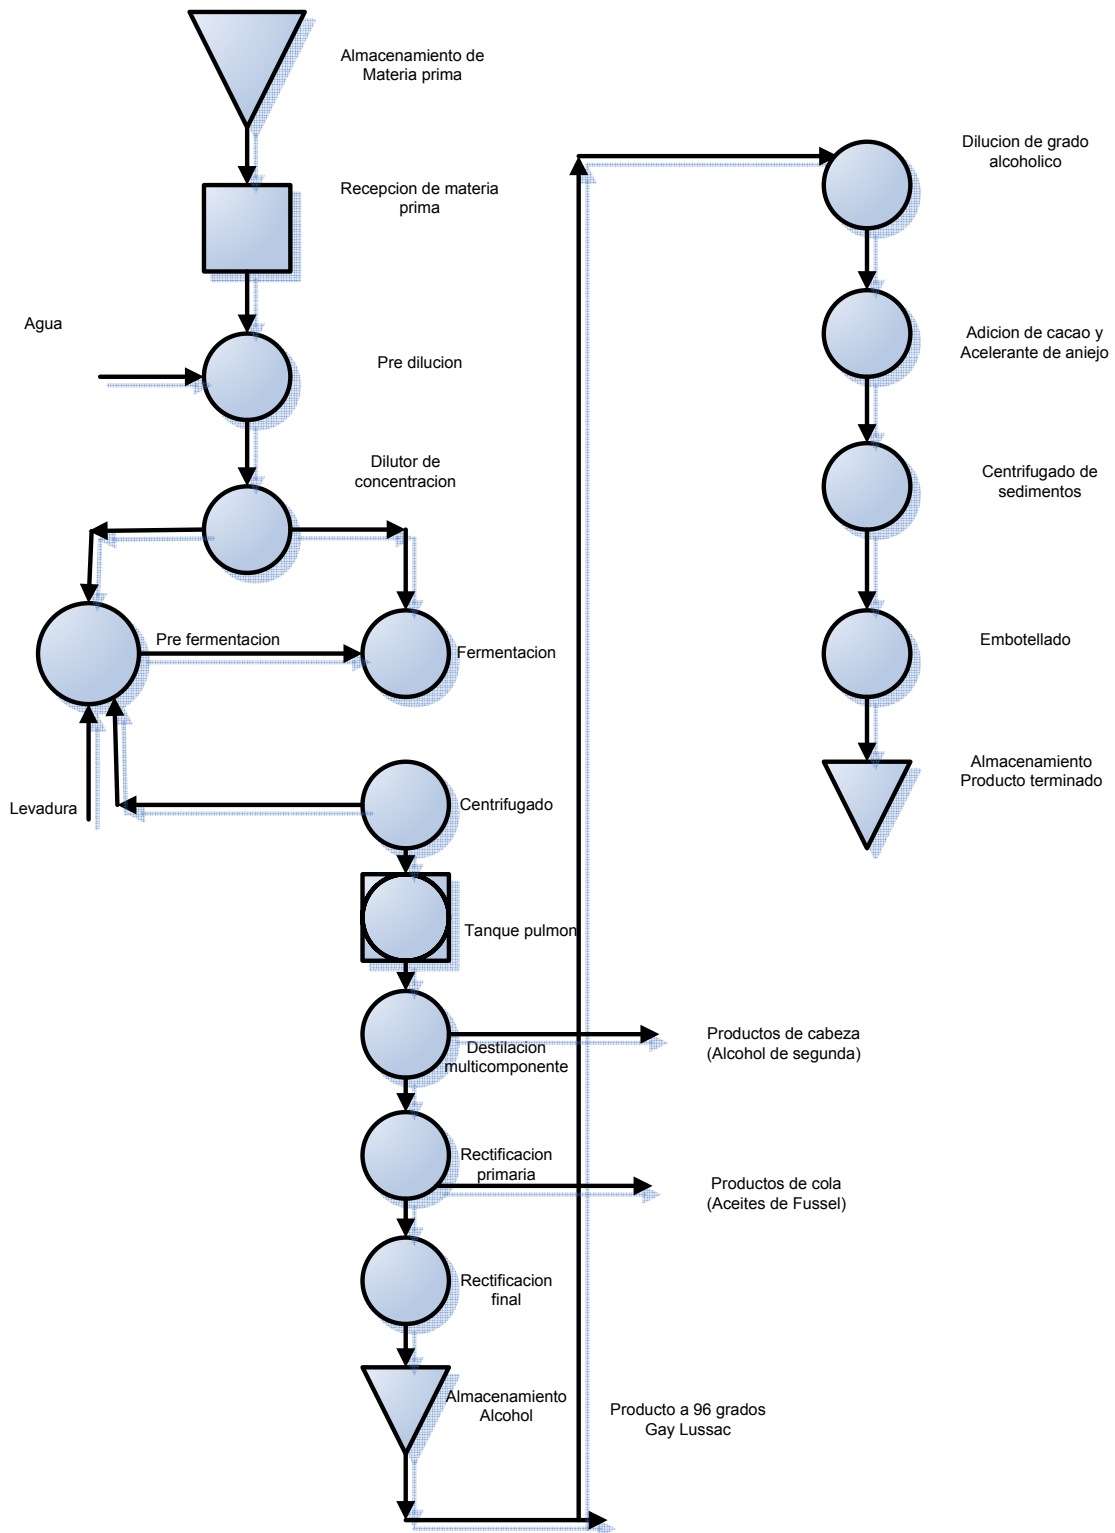 Almacenamiento de
Materia prima
Recepcion de materia
prima
Agua
Pre dilucion
Dilutor de
concentracion
Pre fermentacion
Fermentacion
Levadura
Centrifugado
Tanque pulmon
Destilacion
multicomponente
Productos de cabeza
(Alcohol de segunda)
Rectificacion
primaria
Productos de cola
(Aceites de Fussel)
Rectificacion
final
Almacenamiento
Alcohol
Producto a 96 grados
Gay Lussac
Dilucion de grado
alcoholico
Adicion de cacao y
Acelerante de aniejo
Centrifugado de
sedimentos
Embotellado
Almacenamiento
Producto terminado